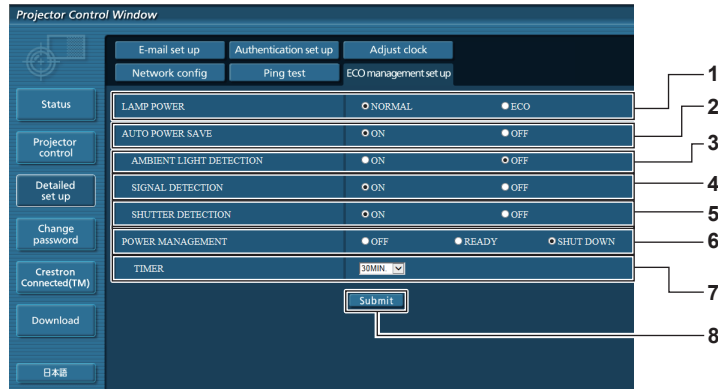 Projector Control Window
E-mail set up Authentication set up Adjust clock
Network config Ping test ECO management set up
Status
Projector control
Detailed set up
Change password
Crestron Connected(TM)
Download
日本語
LAMP POWER NORMAL ECO 1
AUTO POWER SAVE ON OFF 2
AMBIENT LIGHT DETECTION ON OFF 3
SIGNAL DETECTION ON OFF 4
SHUTTER DETECTION ON OFF 5
POWER MANAGEMENT OFF READY SHUT DOWN 6
TIMER 30MIN. 7
Submit 8